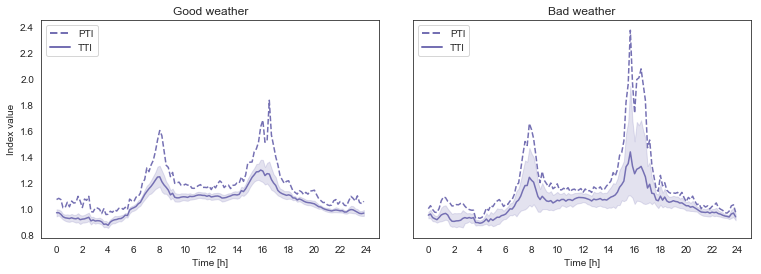 Good weather
Bad weather
PTI
TTI
PTI
TTI
Index value
2.4
2.2
2.0
1.8
1.6
1.4
1.2
1.0
0.8
0 2 4 6 8 10 12 14 16 18 20 22 24
0 2 4 6 8 10 12 14 16 18 20 22 24
Time [h]
Time [h]